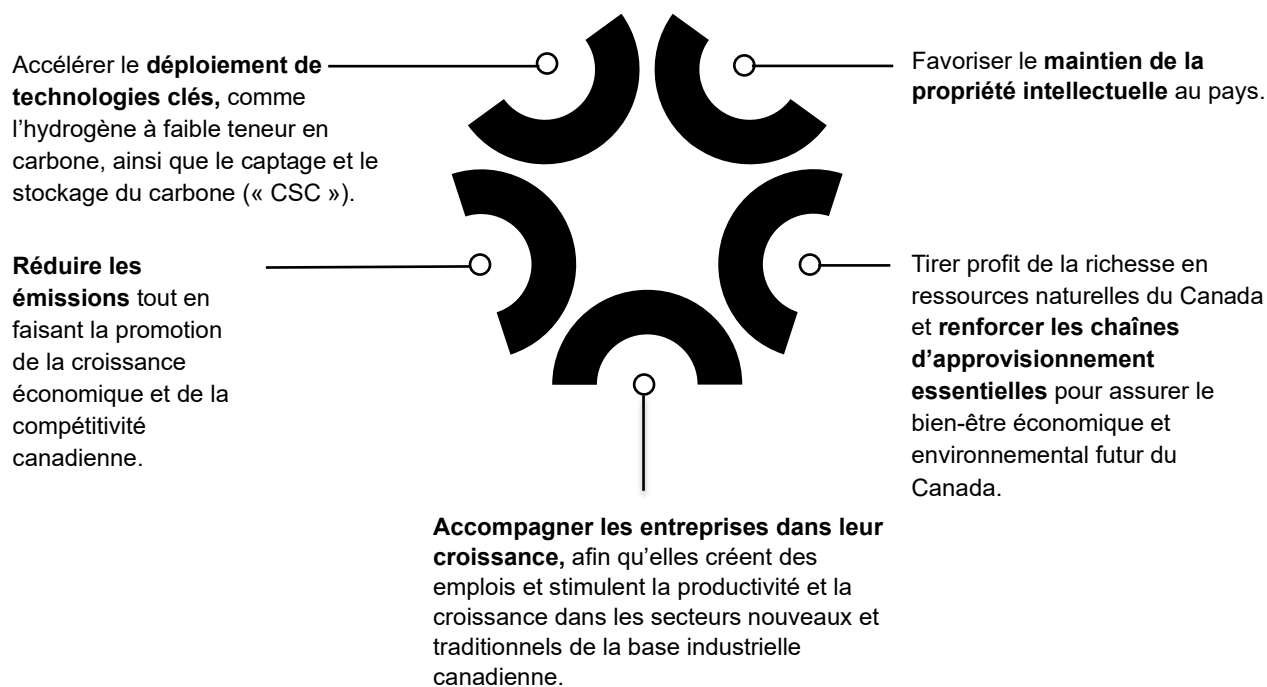 Accélérer le déploiement de
technologies clés, comme
l’hydrogène à faible teneur en
carbone, ainsi que le captage et le
stockage du carbone (« CSC »).
Favoriser le maintien de la
propriété intellectuelle au pays.
Réduire les
émissions tout en
faisant la promotion
de la croissance
économique et de la
compétitivité
canadienne.
Tirer profit de la richesse en
ressources naturelles du Canada
et renforcer les chaînes
d’approvisionnement
essentielles pour assurer le
bien-être économique et
environnemental futur du
Canada.
Accompagner les entreprises dans leur
croissance, afin qu’elles créent des
emplois et stimulent la productivité et la
croissance dans les secteurs nouveaux et
traditionnels de la base industrielle
canadienne.